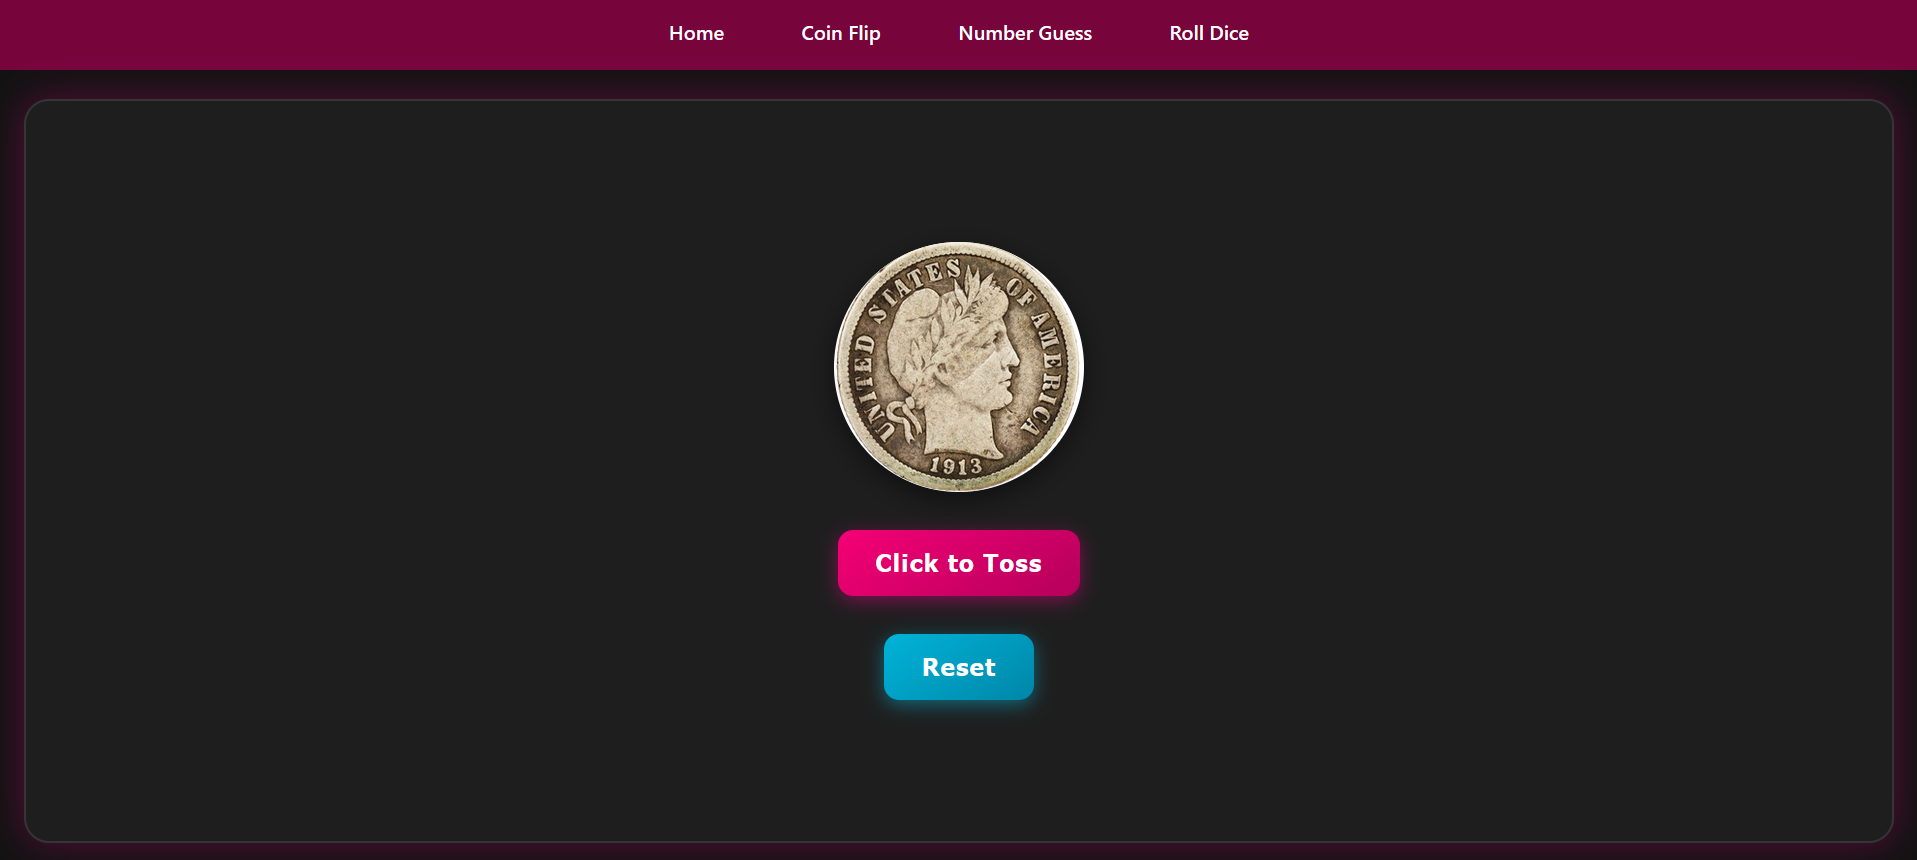 Home Coin Flip Number Guess Roll Dice
UNITED STATES OF AMERICA
1913
Click to Toss
Reset